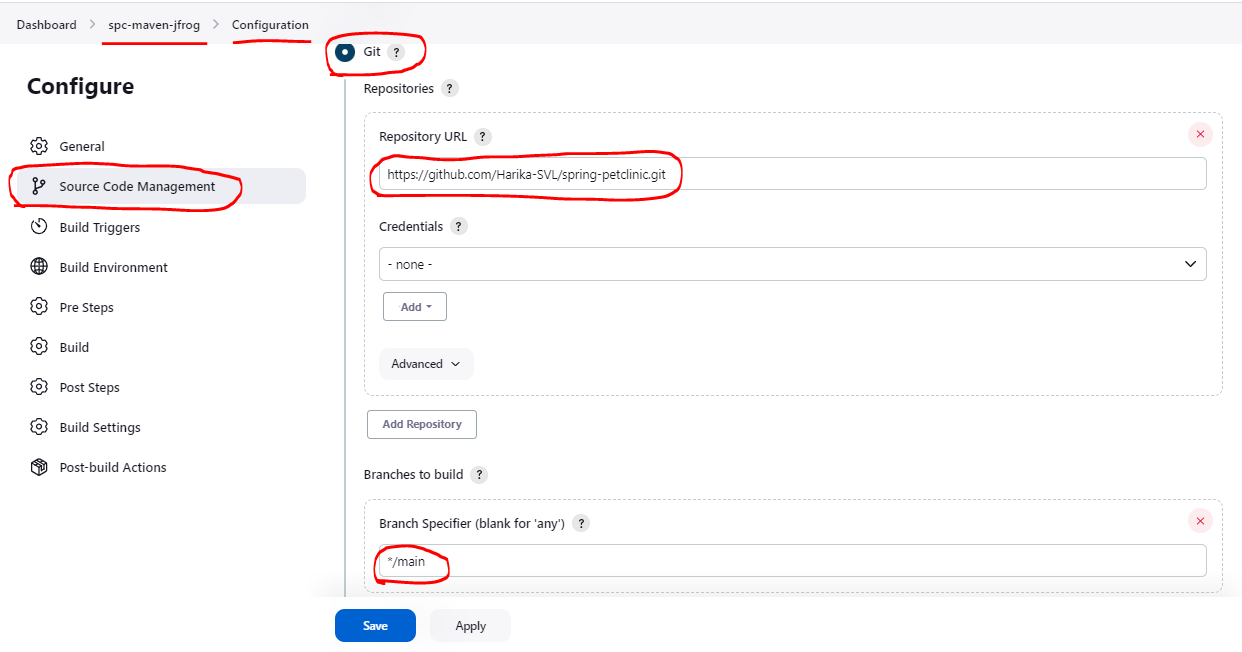 Dashboard > spc-maven-jfrog > Configuration
Configure
General
Source Code Management
Build Triggers
Build Environment
Pre Steps
Build
Post Steps
Build Settings
Post-build Actions
Git ?
Repositories ?
Repository URL ?
https://github.com/Harika-SVL/spring-petclinic.git
Credentials ?
- none -
Add
Advanced
Add Repository
Branches to build ?
Branch Specifier (blank for 'any') ?
*/main
Save Apply